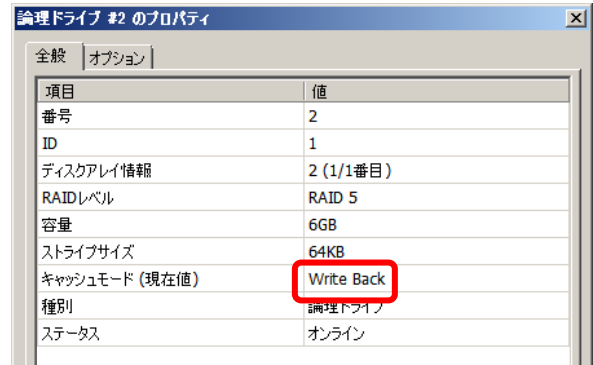 論理ドライブ #2 のプロパティ
全般 オプション
項目 値
番号 2
ID 1
ディスクアレイ情報 2 (1/1番目)
RAIDレベル RAID 5
容量 6GB
ストライプサイズ 64KB
キャッシュモード (現在値) Write Back
種別 論理ドライブ
ステータス オンライン